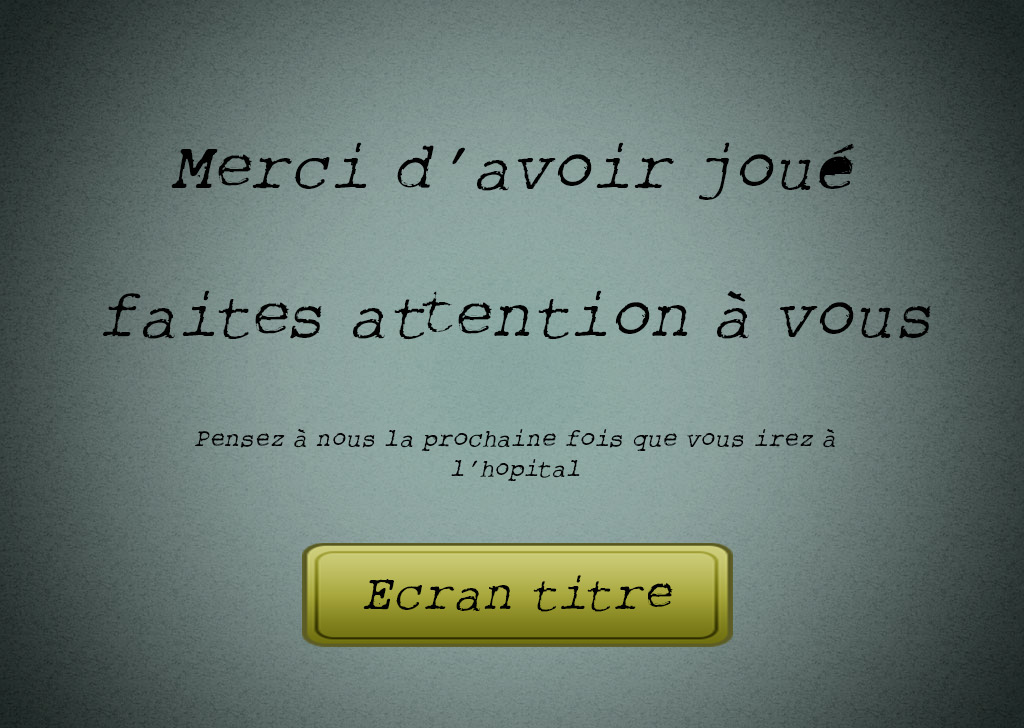 Merci d'avoir joué
faites attention à vous
Pensez à nous la prochaine fois que vous irez à
l'hopital
Ecran titre